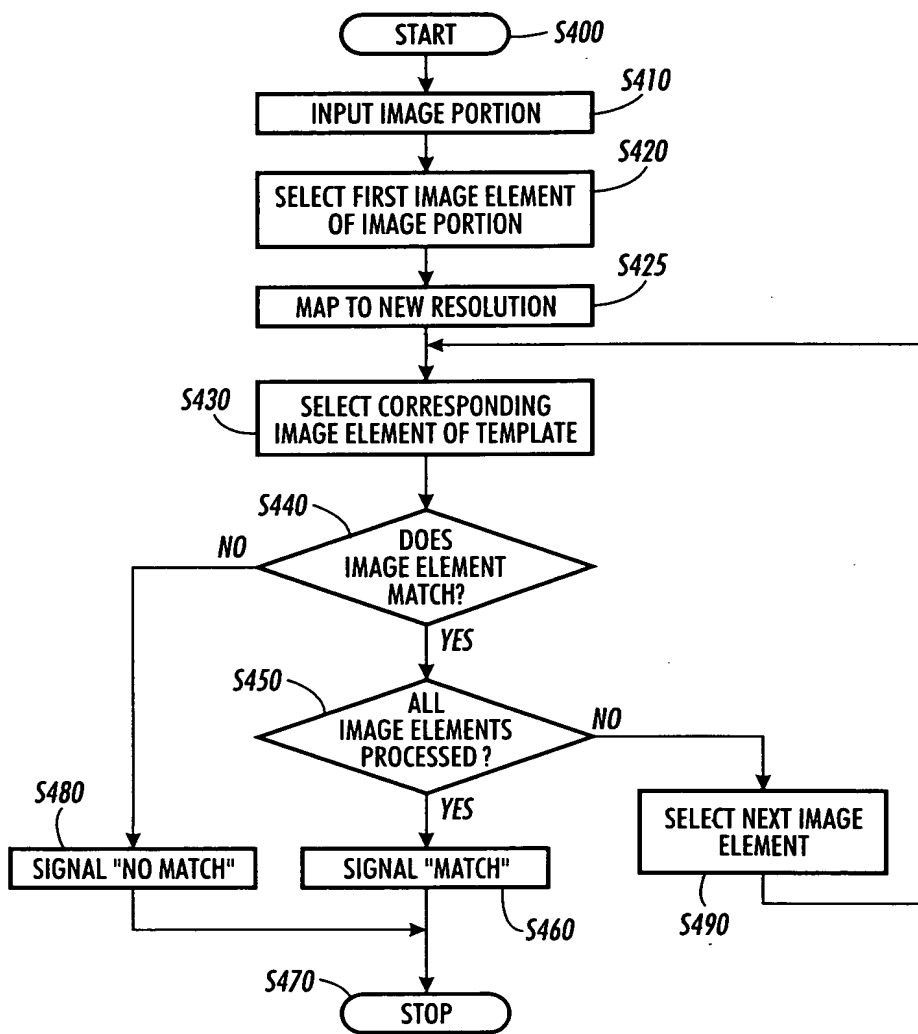 START
S400
S410
INPUT IMAGE PORTION
S420
SELECT FIRST IMAGE ELEMENT
OF IMAGE PORTION
S425
MAP TO NEW RESOLUTION
S430
SELECT CORRESPONDING
IMAGE ELEMENT OF TEMPLATE
S440
NO
DOES
IMAGE ELEMENT
MATCH?
YES
S450
ALL
IMAGE ELEMENTS
PROCESSED ?
NO
YES
S480
SIGNAL "NO MATCH"
SIGNAL "MATCH"
S460
SELECT NEXT IMAGE
ELEMENT
S490
S470
STOP